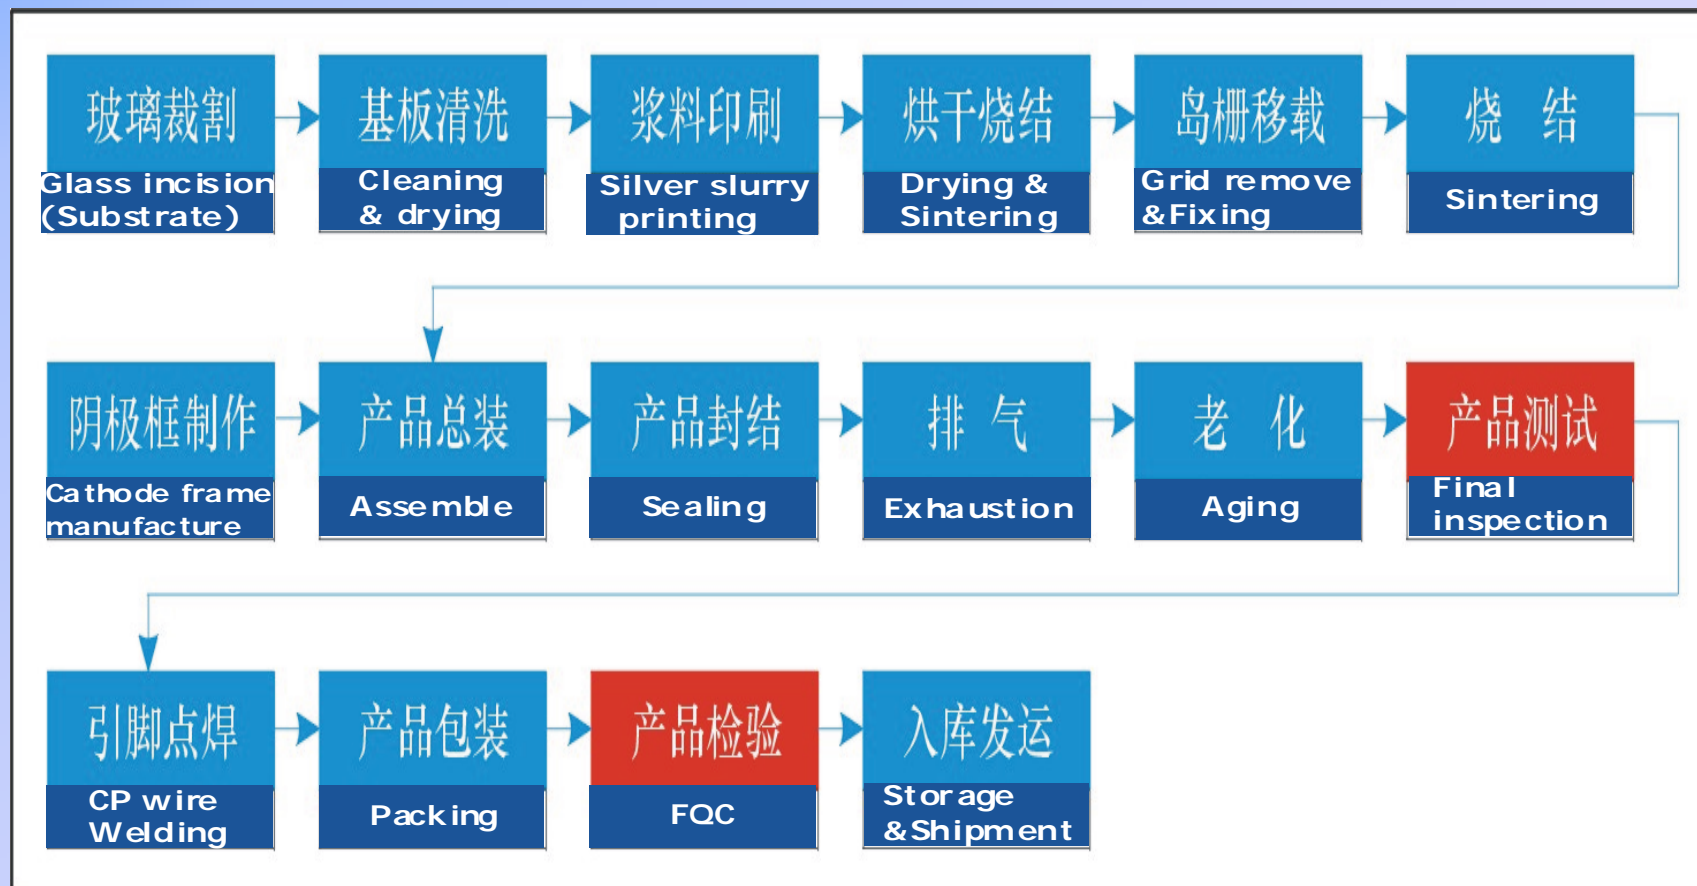 玻璃裁割
Glass incision
(Substrate)
基板清洗
Cleaning
& drying
浆料印刷
Silver slurry
printing
烘干烧结
Drying &
Sintering
岛栅移载
Grid remove
&Fixing
烧 结
Sintering
阴极框制作
Cathode frame
manufacture
产品总装
Assemble
产品封结
Sealing
排 气
Exhaustion
老 化
Aging
产品测试
Final
inspection
引脚点焊
CP wire
Welding
产品包装
Packing
产品检验
FQC
入库发运
Storage
&Shipment